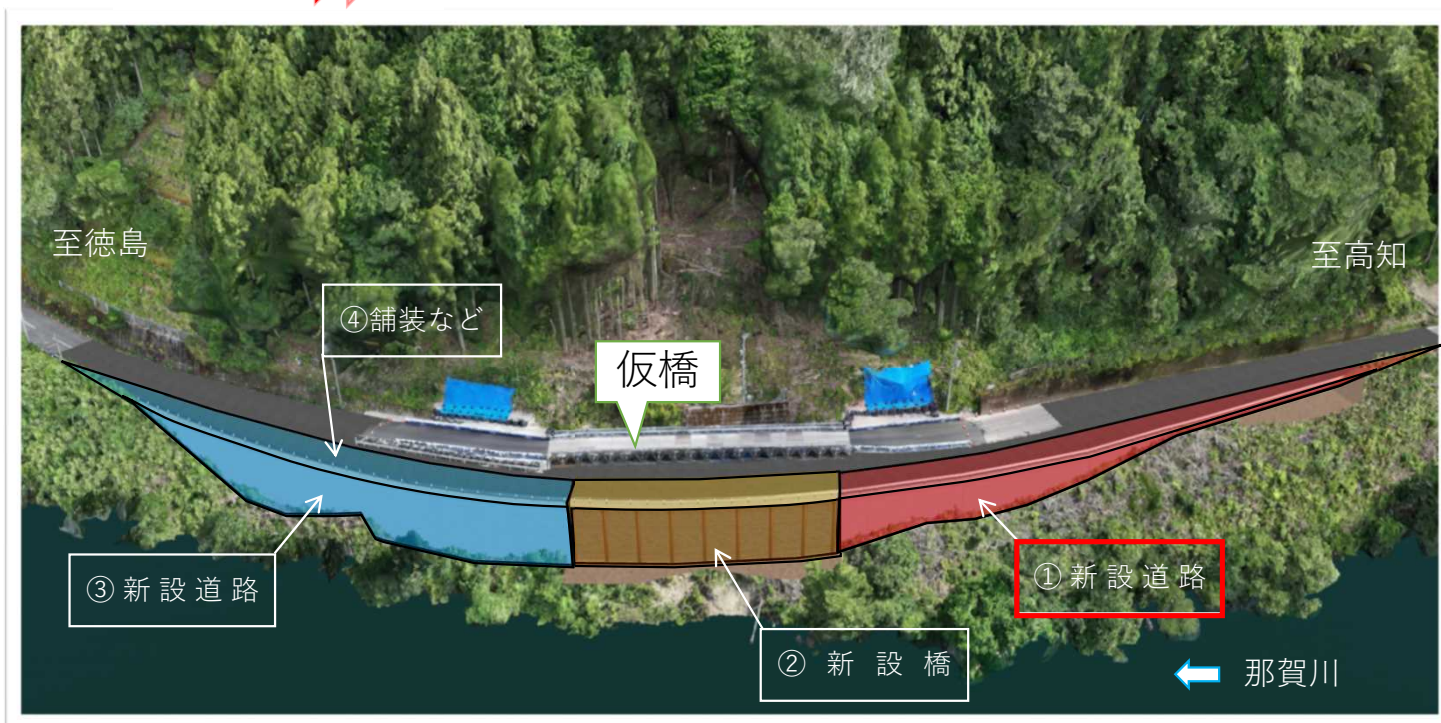 至徳島
至高知
④舗装など
仮橋
③新設道路
①新設道路
②新設橋
那賀川